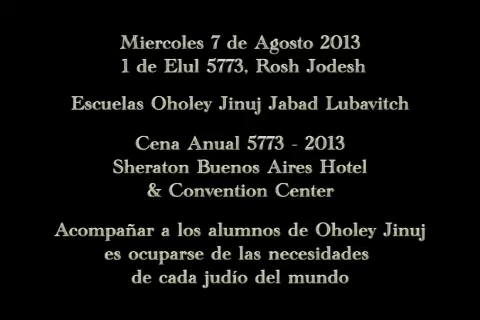 Miercoles 7 de Agosto 2013
1 de Elul 5773, Rosh Jodesh
Escuelas Oholey Jinuj Jabad Lubavitch
Cena Anual 5773 - 2013
Sheraton Buenos Aires Hotel
& Convention Center
Acompañar a los alumnos de Oholey Jinuj
es ocuparse de las necesidades
de cada judío del mundo